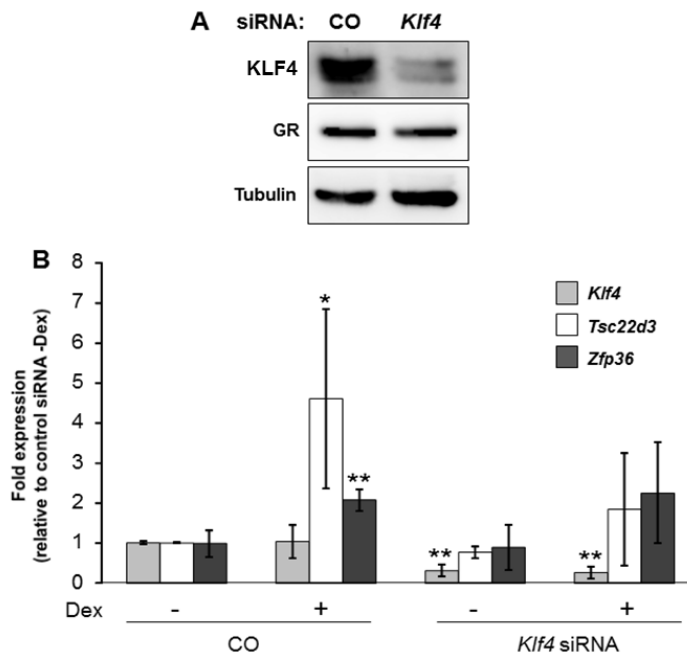 A siRNA: CO Klf4
KLF4
GR
Tubulin
B
Fold expression
(relative to control siRNA -Dex)
8
7
6
5
4
3
2
1
0
*
**
**
**
Klf4
Tsc22d3
Zfp36
Dex - + - +
CO Klf4 siRNA